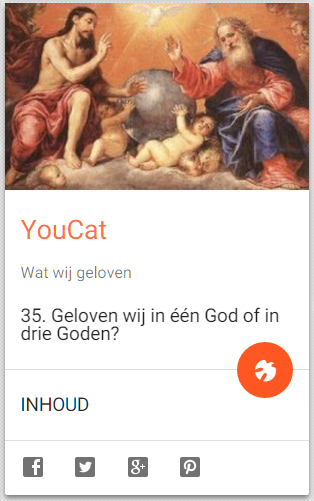 YouCat
Wat wij geloven
35. Geloven wij in één God of in
drie Goden?
INHOUD